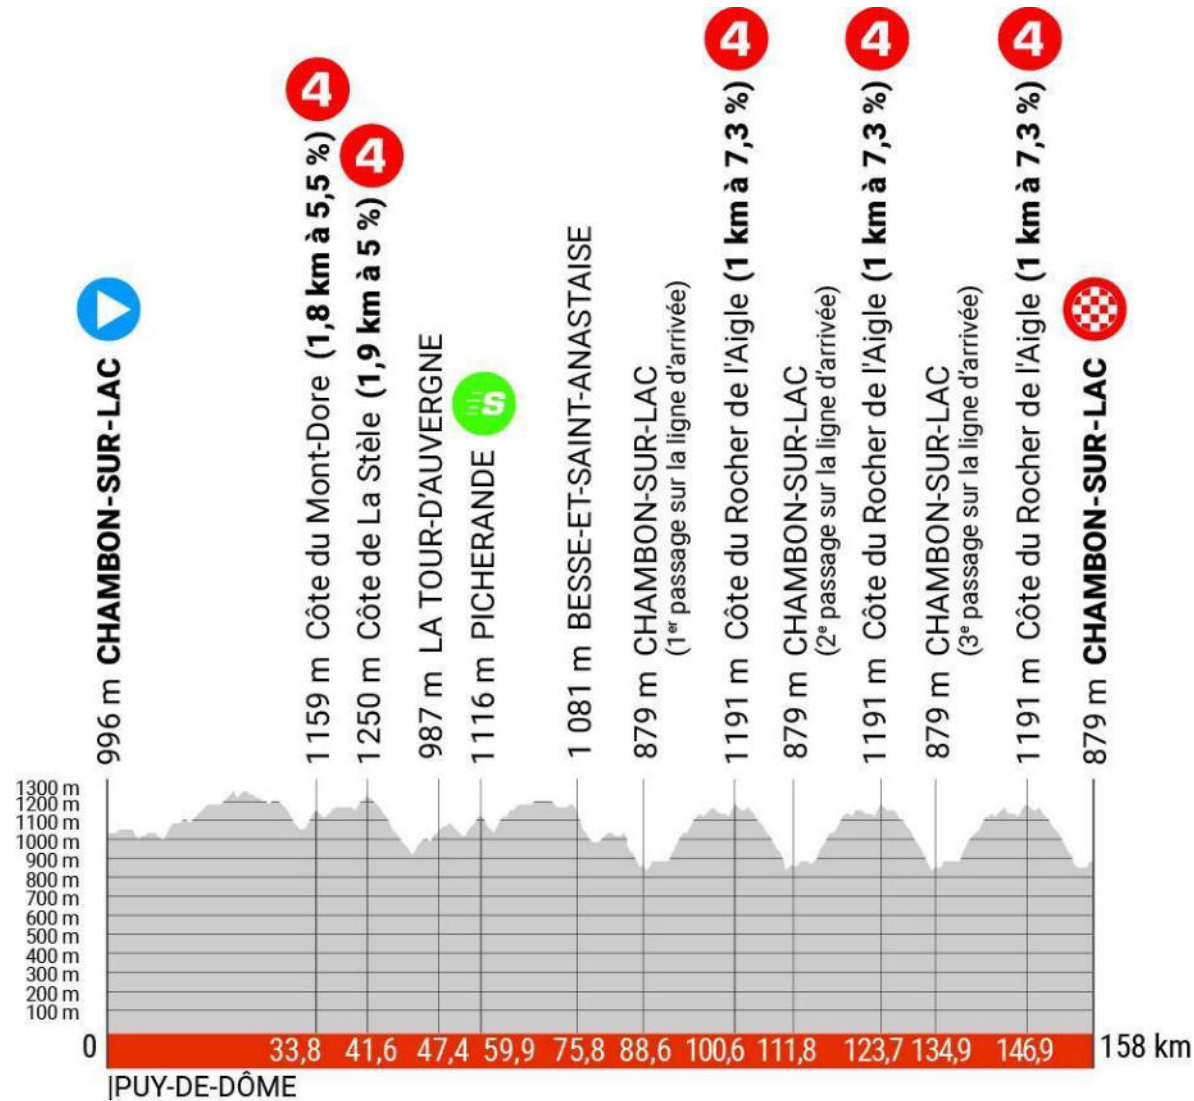 4
4
4
4
4
996 m CHAMBON-SUR-LAC
1159 m Côte du Mont-Dore (1,8 km à 5,5 %)
1250 m Côte de La Stèle (1,9 km à 5 %)
987 m LA TOUR-D'AUVERGNE
S
1116 m PICHERANDE
1 081 m BESSE-ET-SAINT-ANASTAISE
879 m CHAMBON-SUR-LAC
(1er passage sur la ligne d'arrivée)
1191 m Côte du Rocher de l'Aigle (1 km à 7,3 %)
879 m CHAMBON-SUR-LAC
(2e passage sur la ligne d'arrivée)
1191 m Côte du Rocher de l'Aigle (1 km à 7,3 %)
879 m CHAMBON-SUR-LAC
(3e passage sur la ligne d'arrivée)
1191 m Côte du Rocher de l'Aigle (1 km à 7,3 %)
879 m CHAMBON-SUR-LAC
1300 m
1200 m
1100 m
1000 m
900 m
800 m
700 m
600 m
500 m
400 m
300 m
200 m
100 m
0 33,8 41,6 47,4 59,9 75,8 88,6 100,6 111,8 123,7 134,9 146,9 158 km
|PUY-DE-DÔME